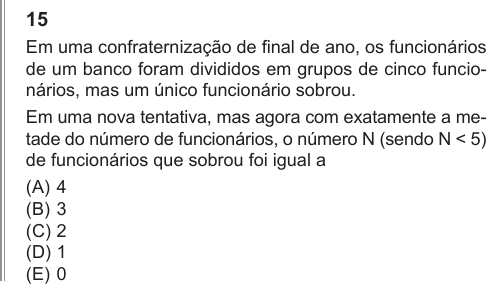 15
Em uma confraternização de final de ano, os funcionários
de um banco foram divididos em grupos de cinco funcio-
nários, mas um único funcionário sobrou.
Em uma nova tentativa, mas agora com exatamente a me-
tade do número de funcionários, o número N (sendo N < 5)
de funcionários que sobrou foi igual a
(A) 4
(B) 3
(C) 2
(D) 1
(E) 0